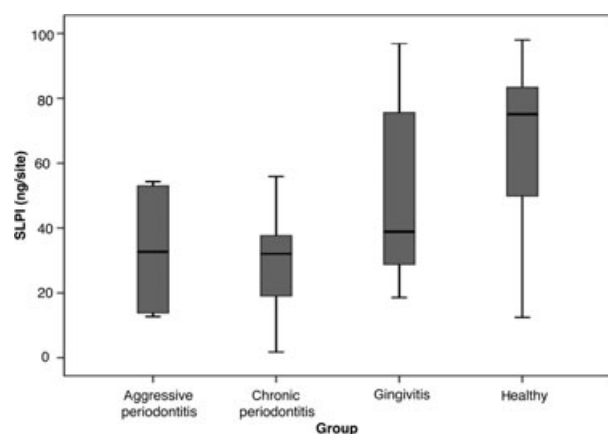 SLPI (ng/site)
100
80
60
40
20
0
Aggressive
periodontitis
Chronic
periodontitis
Gingivitis
Healthy
Group